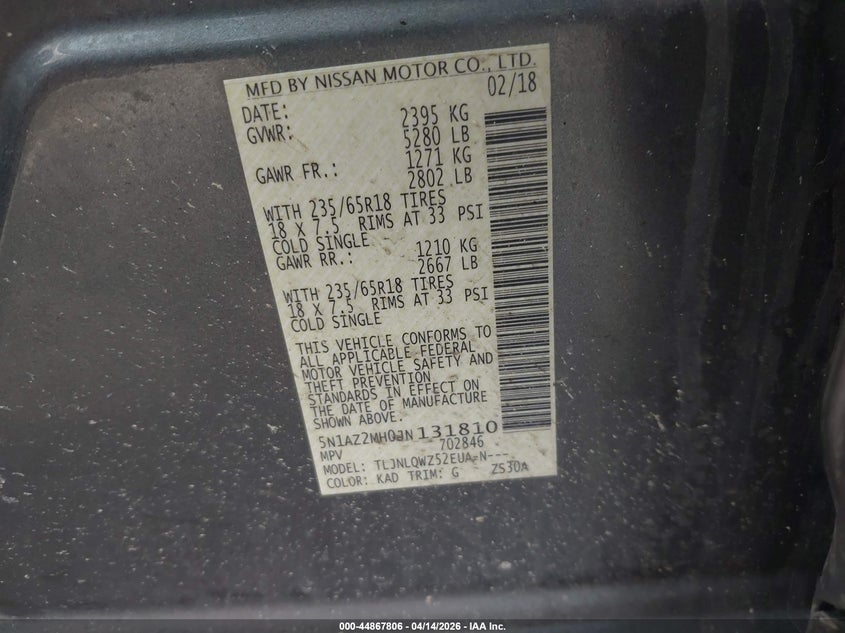 MFD BY NISSAN MOTOR CO., LTD.
DATE: 02/18
GVWR: 2395 KG
5280 LB
GAWR FR.: 1271 KG
2802 LB
WITH 235/65R18 TIRES
18 X 7.5 RIMS AT 33 PSI
COLD SINGLE
GAWR RR.: 1210 KG
2667 LB
WITH 235/65R18 TIRES
18 X 7.5 RIMS AT 33 PSI
COLD SINGLE
THIS VEHICLE CONFORMS TO
ALL APPLICABLE FEDERAL
MOTOR VEHICLE SAFETY AND
THEFT PREVENTION
STANDARDS IN EFFECT ON
THE DATE OF MANUFACTURE
SHOWN ABOVE.
MPV 702846
MODEL: TLJNLQWZ52EUA-N---
COLOR: KAD TRIM: G ZS30A
000-44867806 - 04/14/2026 - IAA Inc.